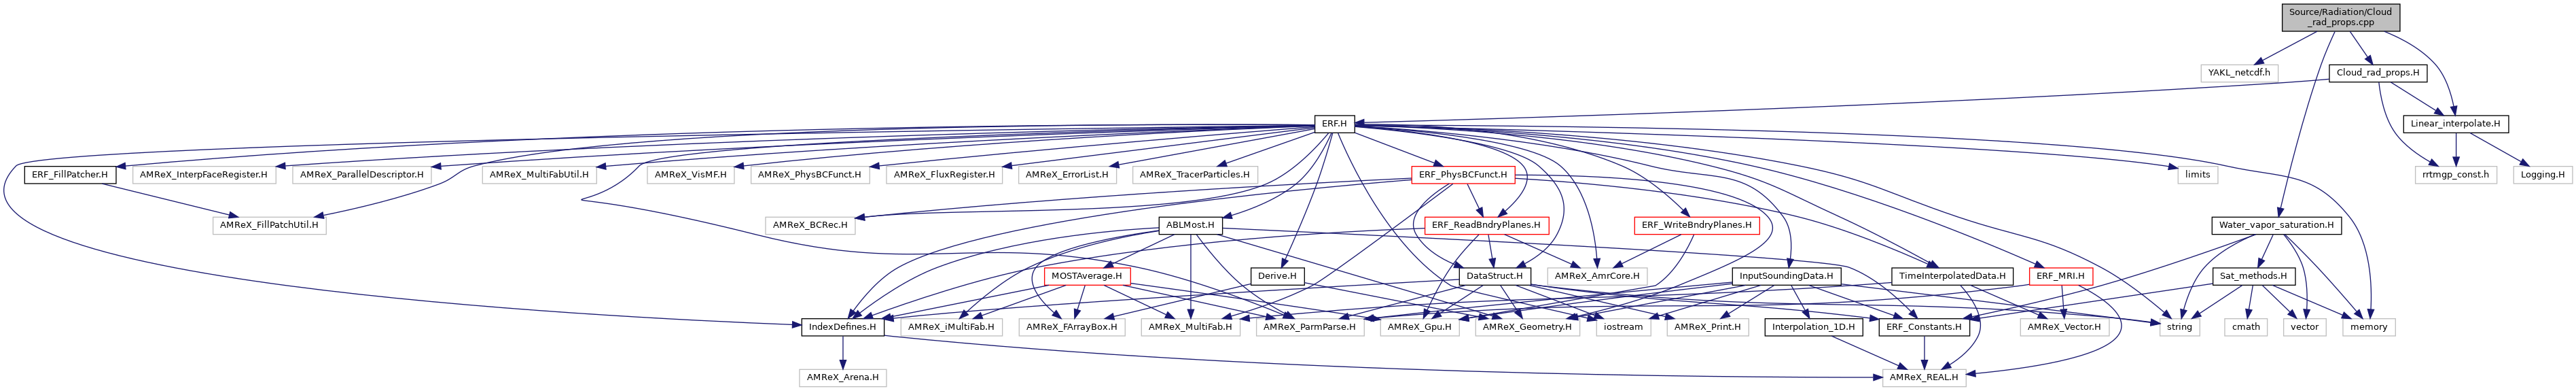 Source/Radiation/Cloud
_rad_props.cpp
YAKL_netcdf.h
Cloud_rad_props.H
ERF.H
Linear_interpolate.H
ERF_FillPatcher.H
AMReX_InterpFaceRegister.H
AMReX_ParallelDescriptor.H
AMReX_MultiFabUtil.H
AMReX_VisMF.H
AMReX_PhysBCFunct.H
AMReX_FluxRegister.H
AMReX_ErrorList.H
AMReX_TracerParticles.H
ERF_PhysBCFunct.H
limits
rrtmgp_const.h
Logging.H
AMReX_FillPatchUtil.H
AMReX_BCRec.H
ABLMost.H
ERF_ReadBndryPlanes.H
ERF_WriteBndryPlanes.H
Water_vapor_saturation.H
MOSTAverage.H
Derive.H
DataStruct.H
AMReX_AmrCore.H
InputSoundingData.H
TimeInterpolatedData.H
ERF_MRI.H
Sat_methods.H
IndexDefines.H
AMReX_iMultiFab.H
AMReX_FArrayBox.H
AMReX_MultiFab.H
AMReX_ParmParse.H
AMReX_Gpu.H
AMReX_Geometry.H
iostream
AMReX_Print.H
Interpolation_1D.H
ERF_Constants.H
AMReX_Vector.H
string
cmath
vector
memory
AMReX_Arena.H
AMReX_REAL.H